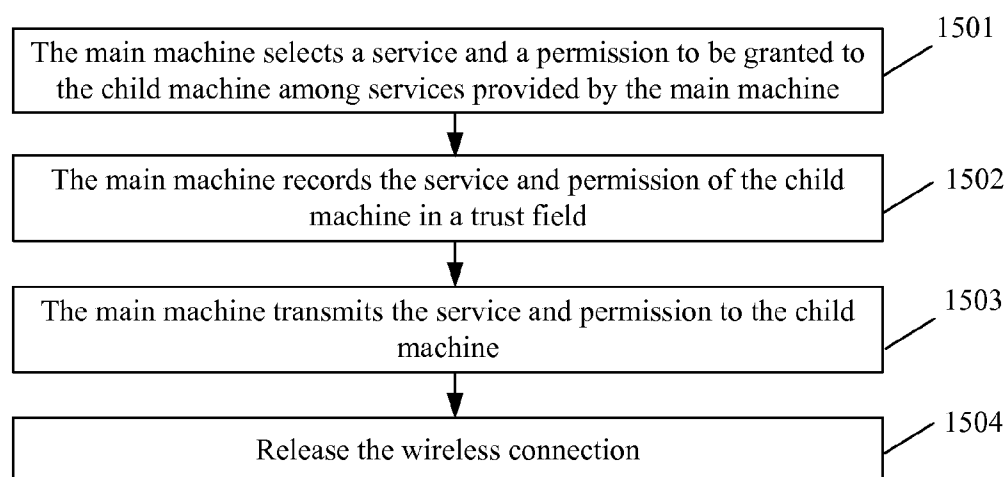 1501
The main machine selects a service and a permission to be granted to
the child machine among services provided by the main machine
The main machine records the service and permission of the child
machine in a trust field
1502
The main machine transmits the service and permission to the child
machine
1503
Release the wireless connection
1504